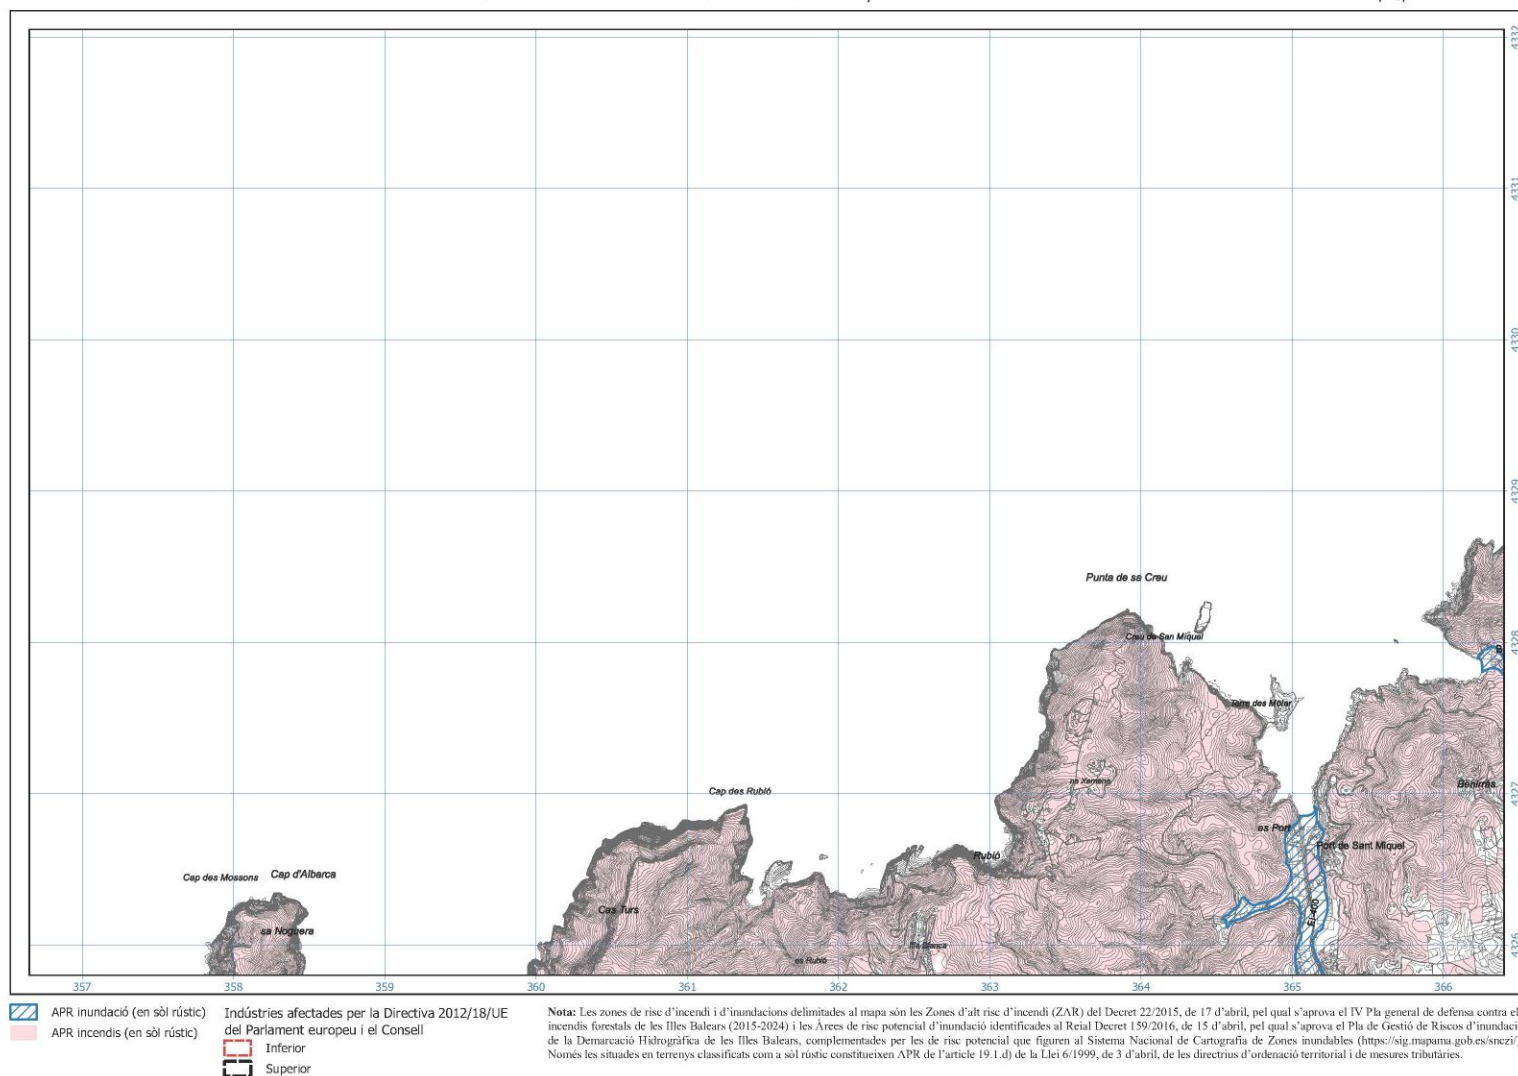 4332
4331
4330
4329
Punta de sa Creu
Creu de San Miquel
4328
Torre des Molar
na Xemena
Benirràs
4327
Cap des Rubió
es Port
Port de Sant Miquel
Rubió
Cap des Mossons
Cap d'Albarca
Cas Turs
sa Noguera
Illa Blanca
es Rubió
4326
357
358
359
360
361
362
363
364
365
366
APR inundació (en sòl rústic)
APR incendis (en sòl rústic)
Indústries afectades per la Directiva 2012/18/UE
del Parlament europeu i el Consell
Inferior
Superior
Nota: Les zones de risc d'incendi i d'inundacions delimitades al mapa són les Zones d'alt risc d'incendi (ZAR) del Decret 22/2015, de 17 d'abril, pel qual s'aprova el IV Pla general de defensa contra el
incendis forestals de les Illes Balears (2015-2024) i les Àrees de risc potencial d'inundació identificades al Reial Decret 159/2016, de 15 d'abril, pel qual s'aprova el Pla de Gestió de Riscos d'inundaci
de la Demarcació Hidrogràfica de les Illes Balears, complementades per les de risc potencial que figuren al Sistema Nacional de Cartografia de Zones inundables (https://sig.mapama.gob.es/snczi/
Només les situades en terrenys classificats com a sòl rústic constitueixen APR de l'article 19.1.d) de la Llei 6/1999, de 3 d'abril, de les directrius d'ordenació territorial i de mesures tributàries.